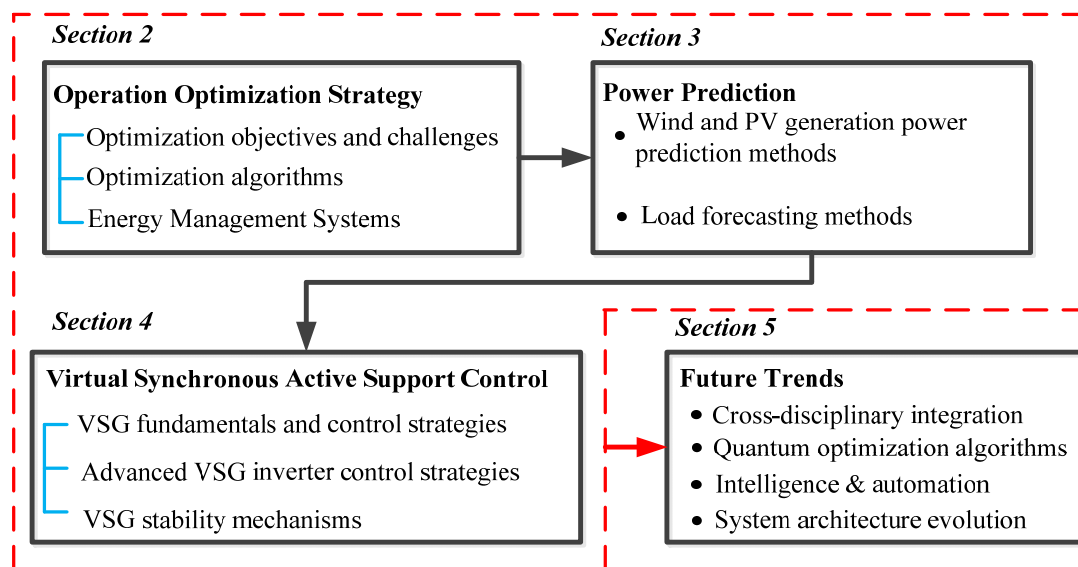 Section 2
Operation Optimization Strategy
Optimization objectives and challenges
Optimization algorithms
Energy Management Systems
Section 3
Power Prediction
• Wind and PV generation power
prediction methods
• Load forecasting methods
Section 4
Virtual Synchronous Active Support Control
VSG fundamentals and control strategies
Advanced VSG inverter control strategies
VSG stability mechanisms
Section 5
Future Trends
• Cross-disciplinary integration
• Quantum optimization algorithms
• Intelligence & automation
• System architecture evolution